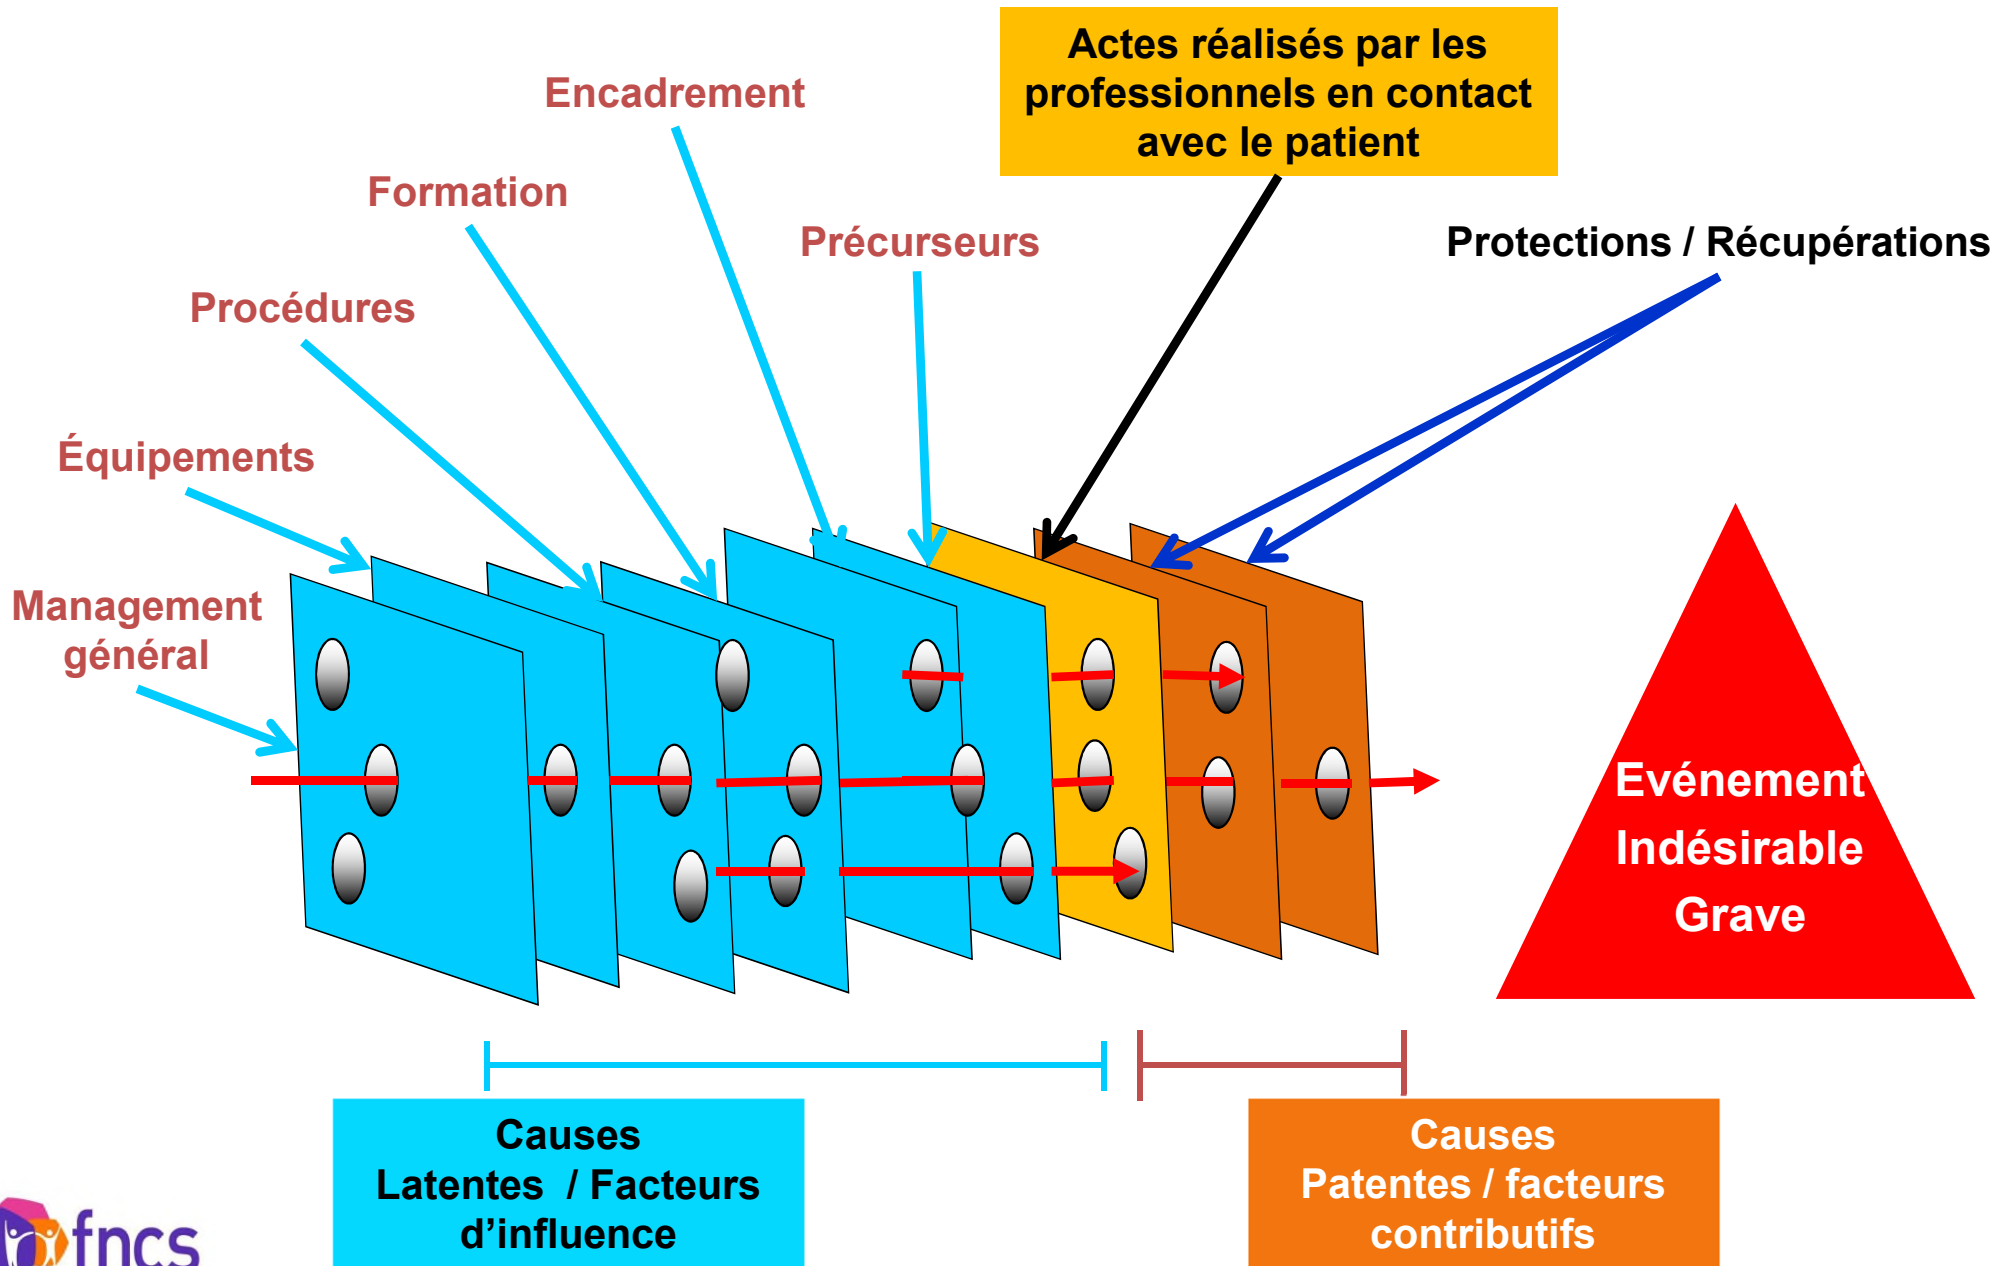 Actes réalisés par les
professionnels en contact
avec le patient
Encadrement
Formation
Précurseurs
Protections / Récupérations
Procédures
Équipements
Management
général
Evénement
Indésirable
Grave
Causes
Latentes / Facteurs
d’influence
Causes
Patentes / facteurs
contributifs
fncs